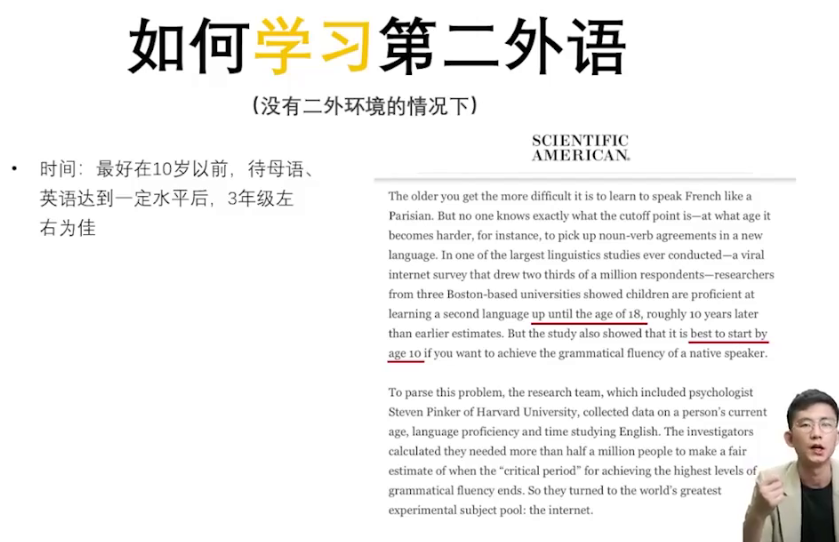 如何学习第二外语
(没有二外环境的情况下)
• 时间：最好在10岁以前，待母语、
英语达到一定水平后，3年级左
右为佳
SCIENTIFIC
AMERICAN.
The older you get the more difficult it is to learn to speak French like a
Parisian. But no one knows exactly what the cutoff point is—at what age it
becomes harder, for instance, to pick up noun-verb agreements in a new
language. In one of the largest linguistics studies ever conducted—a viral
internet survey that drew two thirds of a million respondents—researchers
from three Boston-based universities showed children are proficient at
learning a second language up until the age of 18, roughly 10 years later
than earlier estimates. But the study also showed that it is best to start by
age 10 if you want to achieve the grammatical fluency of a native speaker.
To parse this problem, the research team, which included psychologist
Steven Pinker of Harvard University, collected data on a person's current
age, language proficiency and time studying English. The investigators
calculated they needed more than half a million people to make a fair
estimate of when the “critical period” for achieving the highest levels of
grammatical fluency ends. So they turned to the world's greatest
experimental subject pool: the internet.